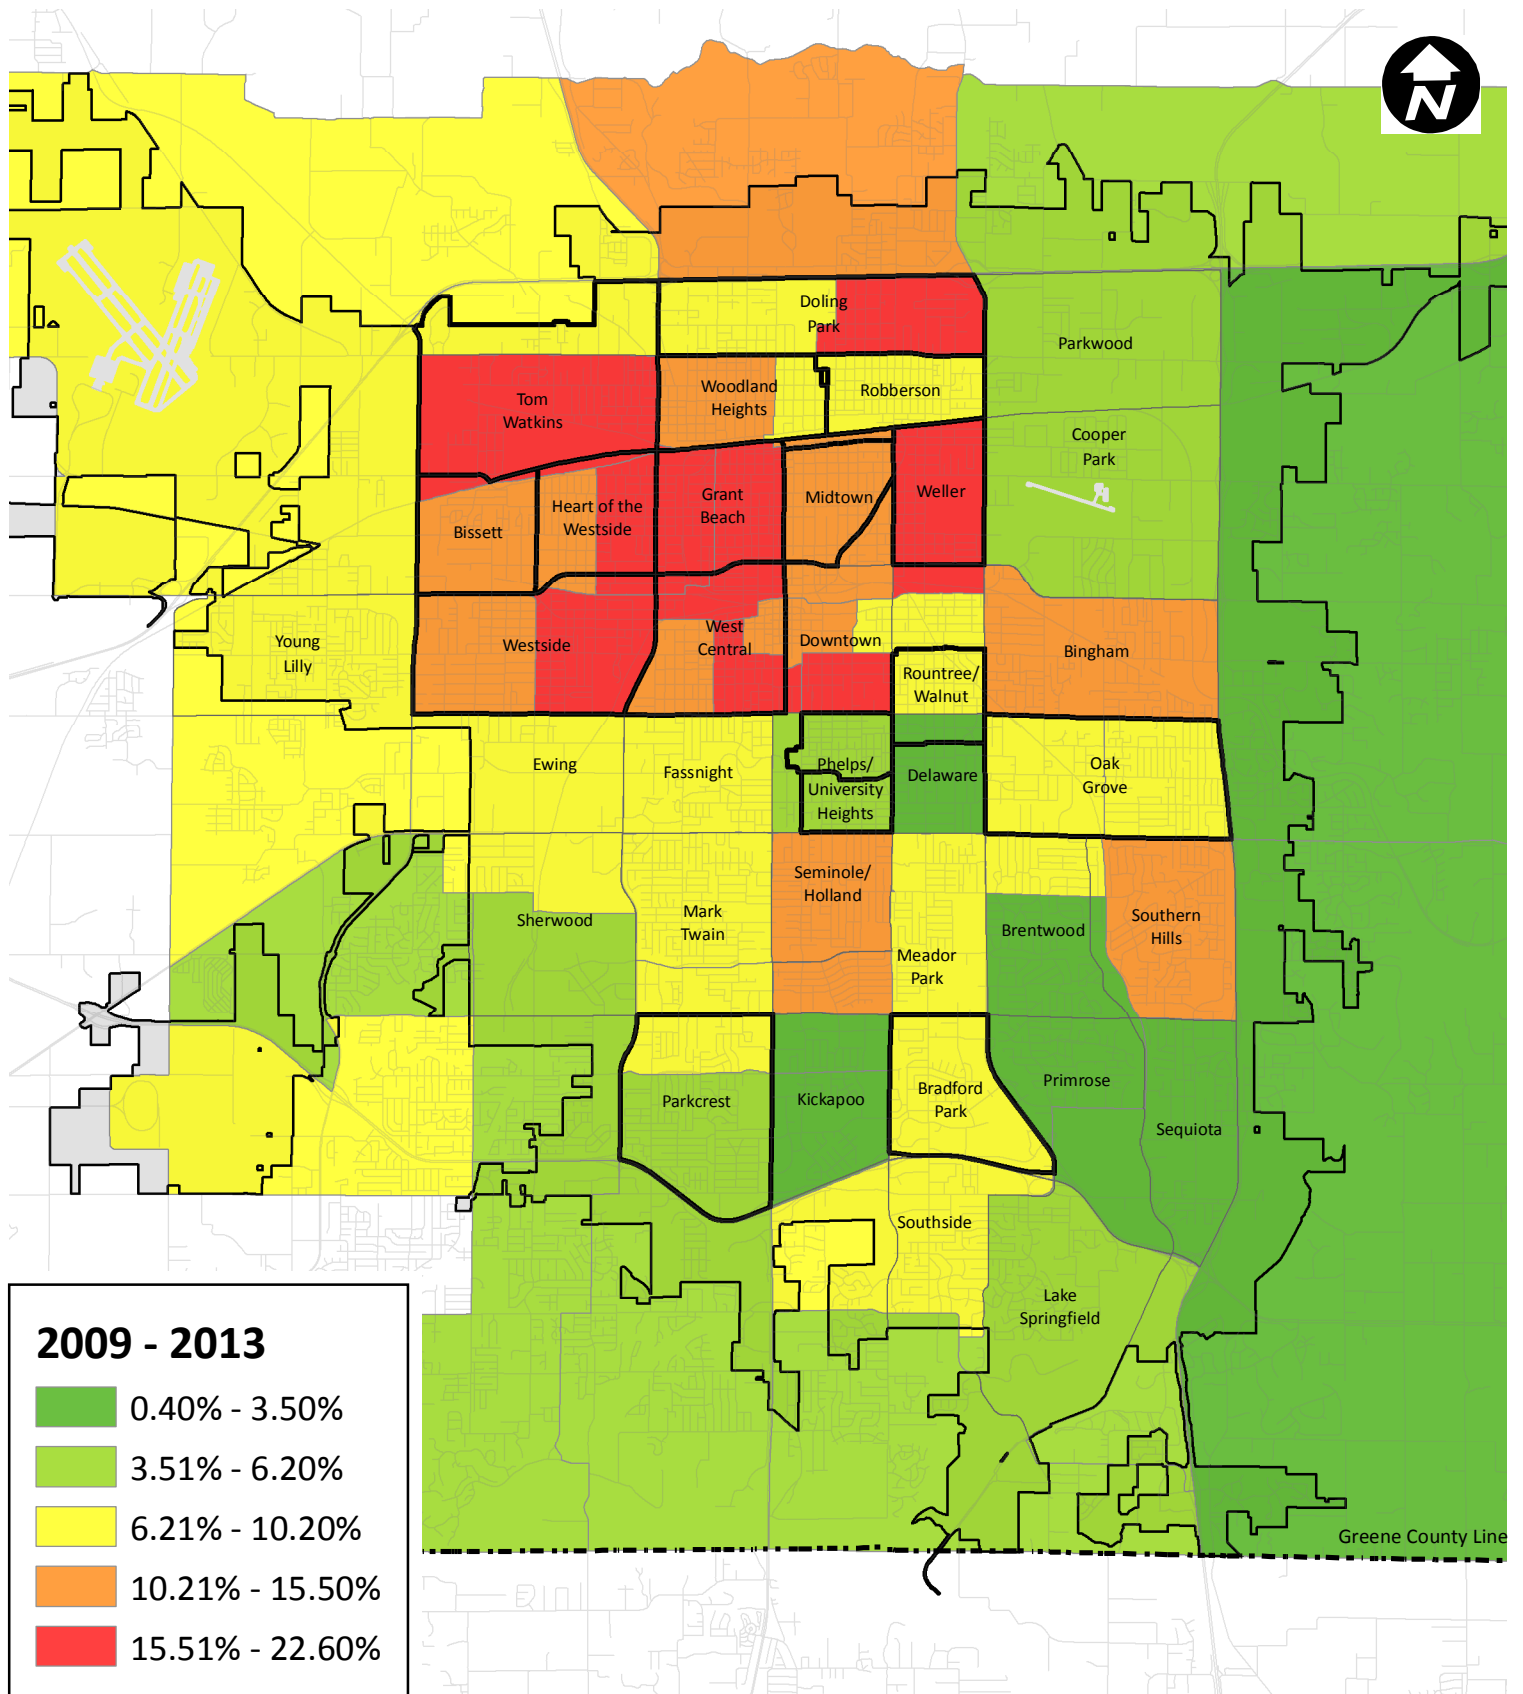 N
Doling
Park
Parkwood
Woodland
Heights
Robberson
Tom
Watkins
Cooper
Park
Grant
Beach
Midtown
Weller
Heart of the
Westside
Bissett
West
Central
Westside
Downtown
Young
Lilly
Bingham
Rountree/
Walnut
Ewing
Fassnight
Phelps/
University
Heights
Delaware
Oak
Grove
Seminole/
Holland
Mark
Twain
Sherwood
Meador
Park
Brentwood
Southern
Hills
Parkcrest
Kickapoo
Bradford
Park
Primrose
Sequiota
Southside
Lake
Springfield
2009 - 2013
0.40% - 3.50%
3.51% - 6.20%
6.21% - 10.20%
10.21% - 15.50%
15.51% - 22.60%
Greene County Line